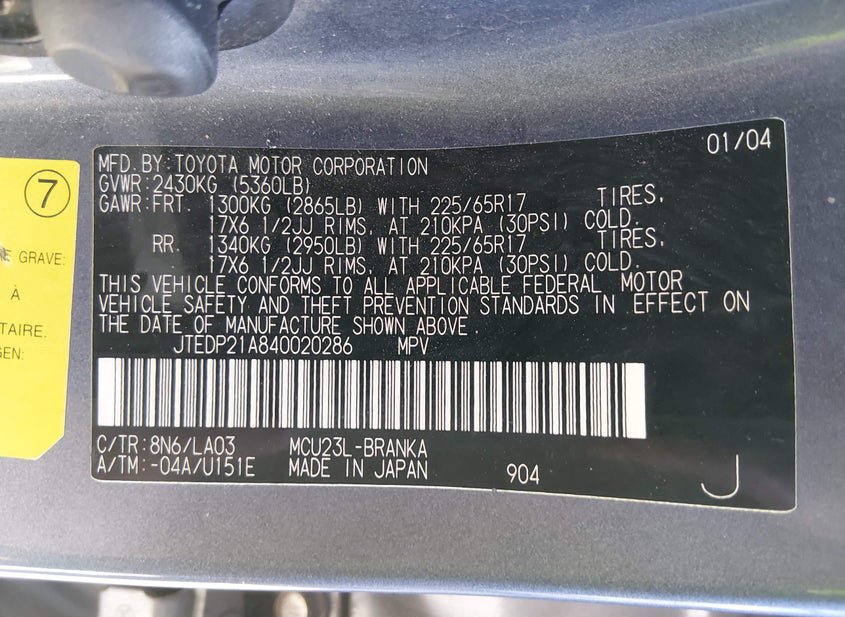 7
RE GRAVE:
À
TAIRE.
GEN:
01/04
MFD. BY: TOYOTA MOTOR CORPORATION
GVWR: 2430KG (5360LB)
GAWR: FRT. 1300KG (2865LB) WITH 225/65R17 TIRES,
17X6 1/2JJ RIMS, AT 210KPA (30PSI) COLD.
RR. 1340KG (2950LB) WITH 225/65R17 TIRES,
17X6 1/2JJ RIMS, AT 210KPA (30PSI) COLD.
THIS VEHICLE CONFORMS TO ALL APPLICABLE FEDERAL MOTOR
VEHICLE SAFETY AND THEFT PREVENTION STANDARDS IN EFFECT ON
THE DATE OF MANUFACTURE SHOWN ABOVE.
JTEDP21A840020286 MPV
C/TR: 8N6/LA03 MCU23L-BRANKA
A/TM: -04A/U151E MADE IN JAPAN 904 J